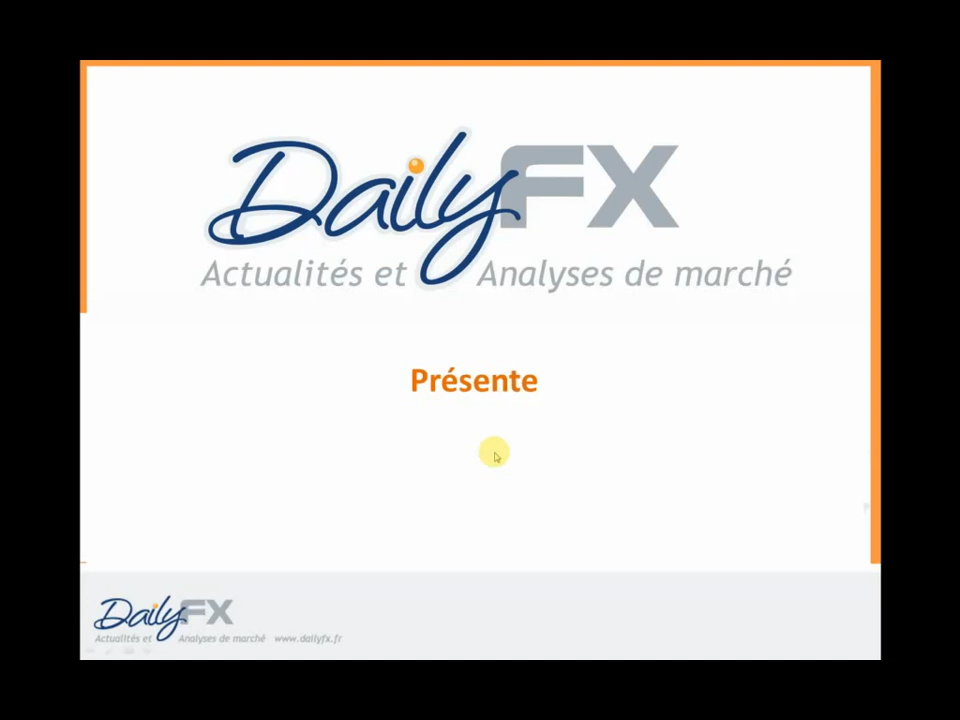 DailyFX
Actualités et Analyses de marché
Présente
DailyFX
Actualités et Analyses de marché www.dailyfx.fr